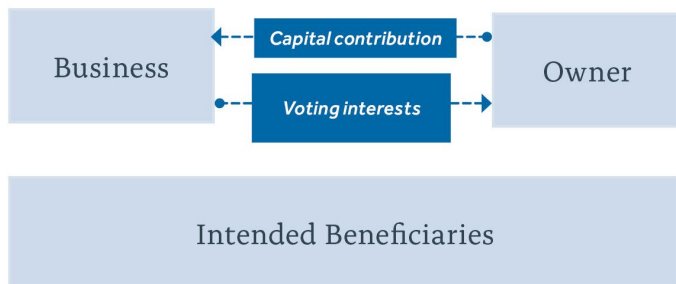 Capital contribution
Business
Owner
Voting interests
Intended Beneficiaries